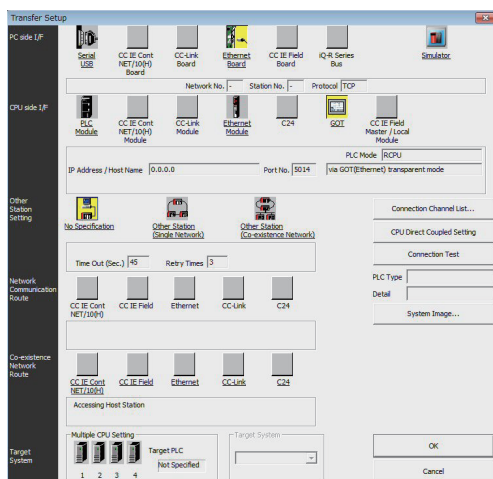 Transfer Setup
PC side I/F
Serial USB
CC IE Cont NET/10(H) Board
CC-Link Board
Ethernet Board
CC IE Field Board
iQ-R Series Bus
Simulator
Network No. - Station No. - Protocol TCP
CPU side I/F
PLC Module
CC IE Cont NET/10(H) Module
CC-Link Module
Ethernet Module
C24
GOT
CC IE Field Master / Local Module
PLC Mode RCPU
IP Address / Host Name 0.0.0.0 Port No. 5014 via GOT(Ethernet) transparent mode
Other Station Setting
No Specification
Other Station (Single Network)
Other Station (Co-existence Network)
Time Out (Sec.) 45 Retry Times 3
Connection Channel List...
CPU Direct Coupled Setting
Connection Test
PLC Type
Detail
System Image...
Network Communication Route
CC IE Cont NET/10(H)
CC IE Field
Ethernet
CC-Link
C24
Co-existence Network Route
CC IE Cont NET/10(H)
CC IE Field
Ethernet
CC-Link
C24
Accessing Host Station
Target System
Multiple CPU Setting
1 2 3 4
Target PLC
Not Specified
Target System
OK
Cancel